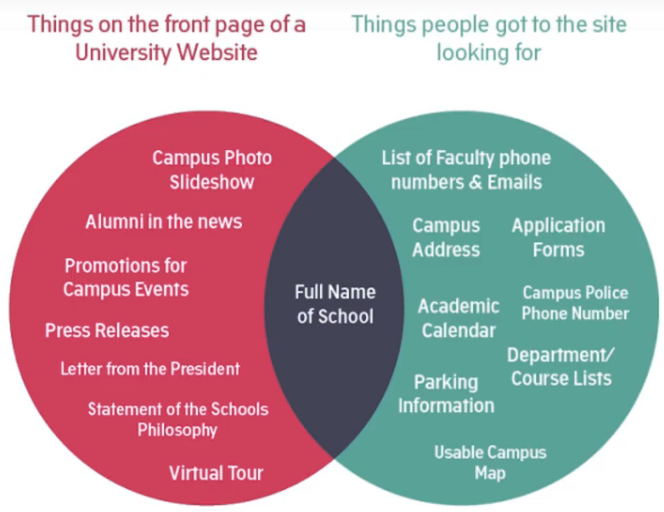 Things on the front page of a
University Website
Things people got to the site
looking for
Campus Photo
Slideshow
Alumni in the news
Promotions for
Campus Events
Press Releases
Letter from the President
Statement of the Schools
Philosophy
Virtual Tour
Full Name
of School
List of Faculty phone
numbers & Emails
Campus
Address
Application
Forms
Academic
Calendar
Campus Police
Phone Number
Department/
Course Lists
Parking
Information
Usable Campus
Map